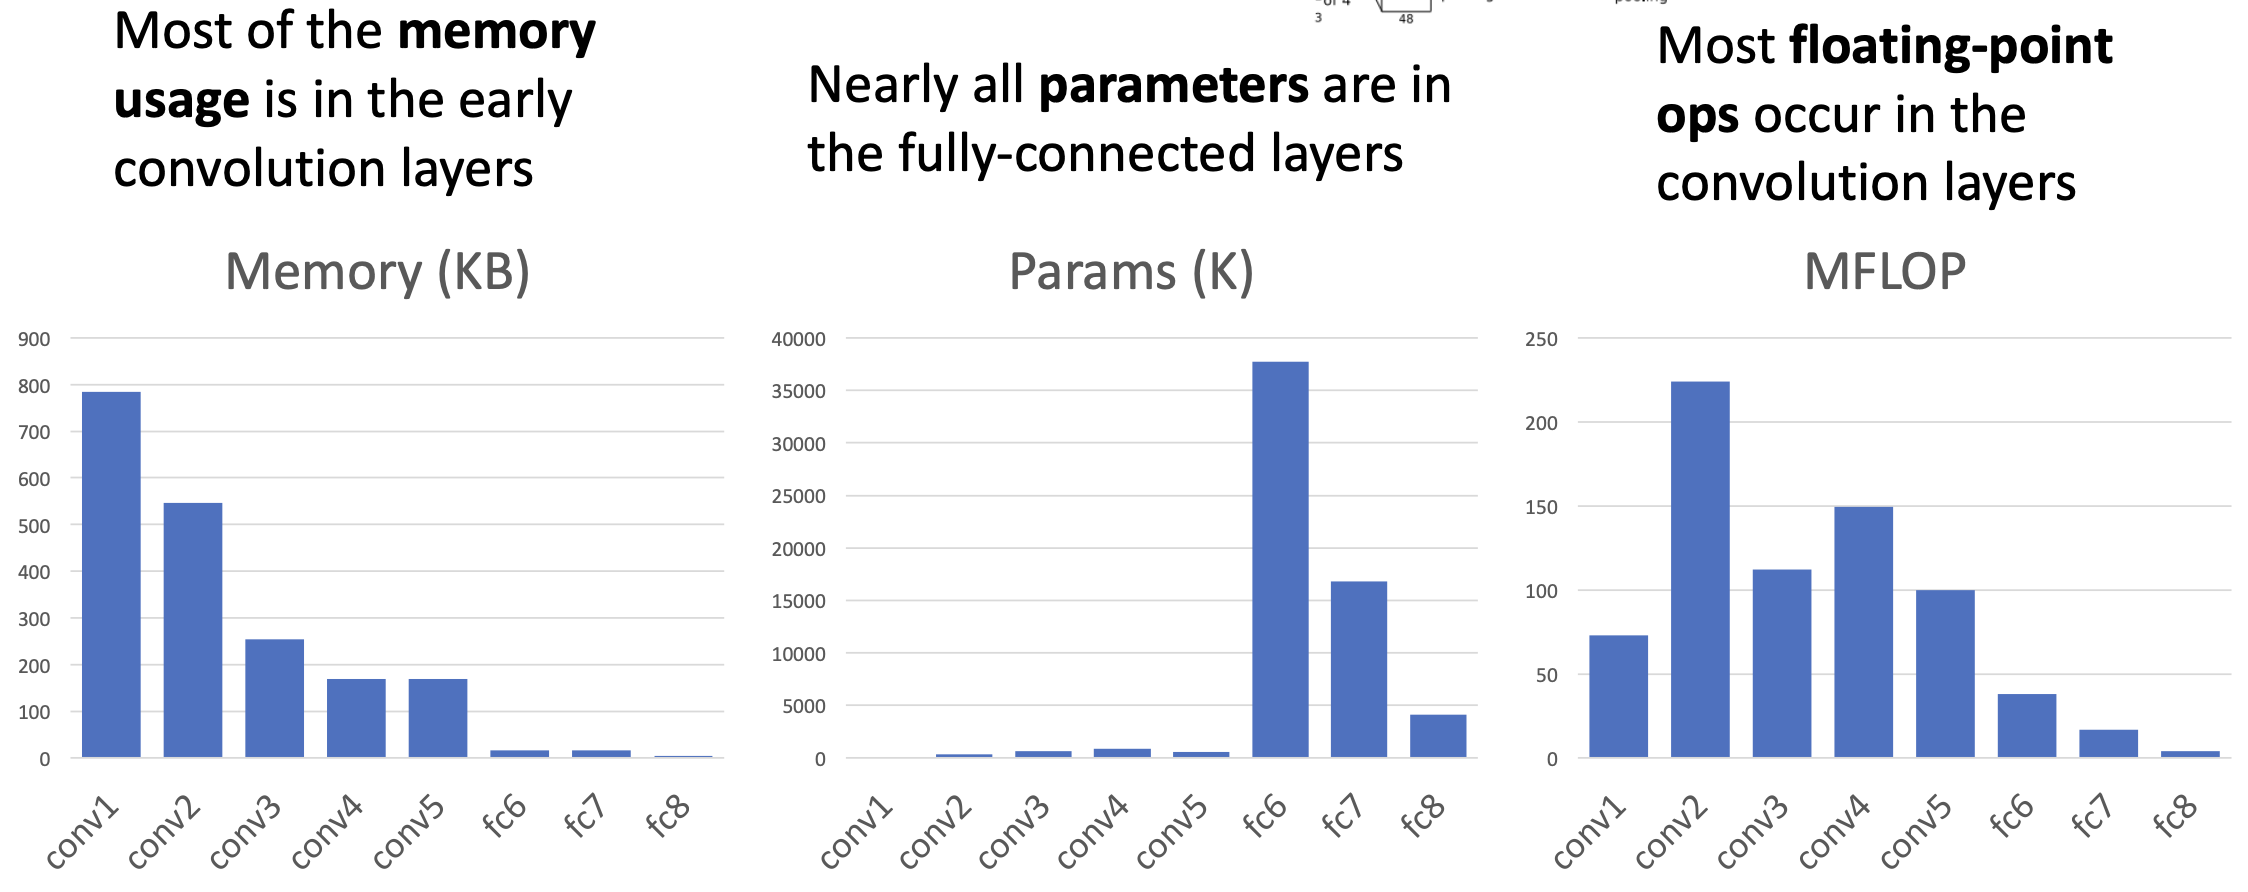 of 4
3
48
Most of the memory
usage is in the early
convolution layers
Nearly all parameters are in
the fully-connected layers
Most floating-point
ops occur in the
convolution layers
Memory (KB)
900
800
700
600
500
400
300
200
100
0
conv1
conv2
conv3
conv4
conv5
fc6
fc7
fc8
Params (K)
40000
35000
30000
25000
20000
15000
10000
5000
0
conv1
conv2
conv3
conv4
conv5
fc6
fc7
fc8
MFLOP
250
200
150
100
50
0
conv1
conv2
conv3
conv4
conv5
fc6
fc7
fc8